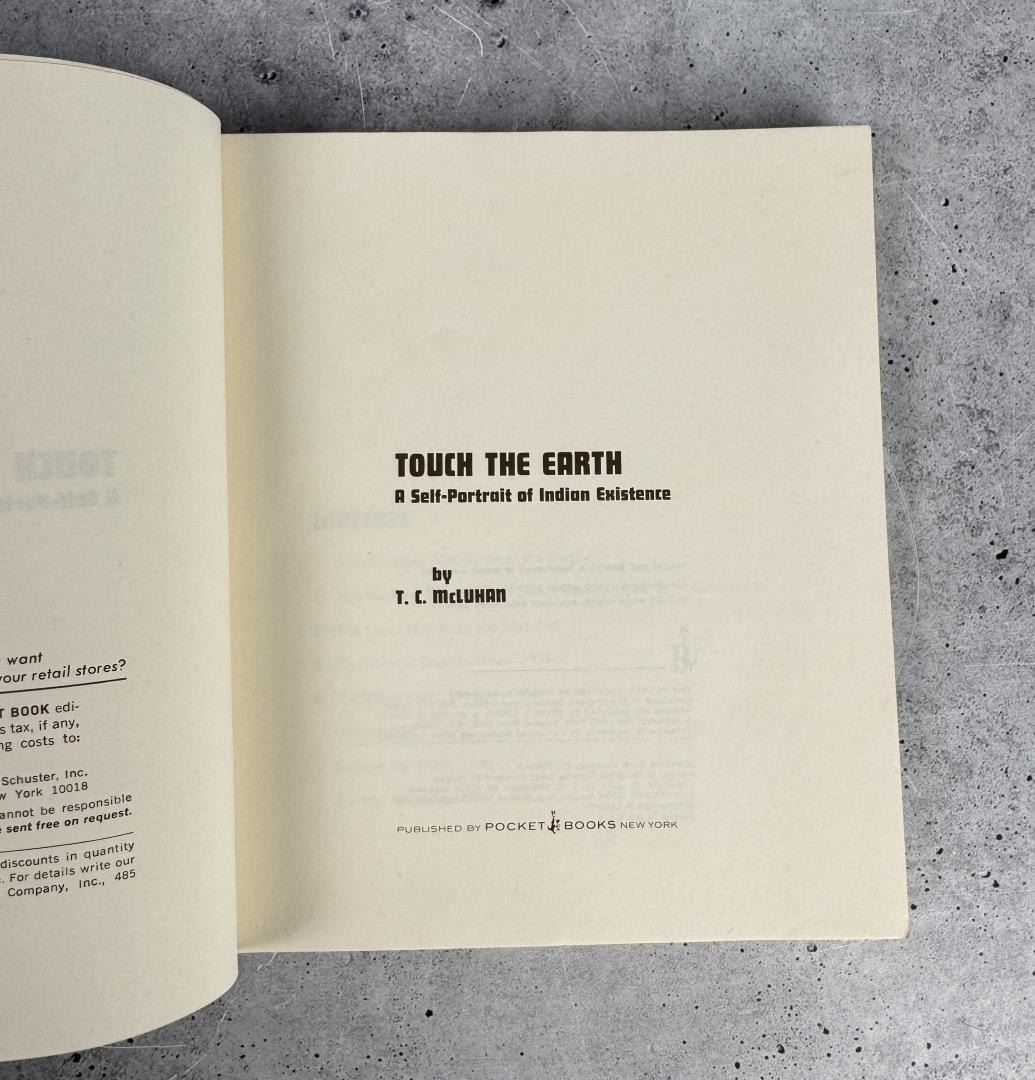 want
your retail stores?
BOOK edi-
s tax, if any,
costs to:
Schuster, Inc.
York 10018
cannot be responsible
sent free on request.
discounts in quantity
. For details write our
Company, Inc., 485
TOUCH THE EARTH
A Self-Portrait of Indian Existence
by
T. C. McLUHAN
PUBLISHED BY POCKET BOOKS NEW YORK